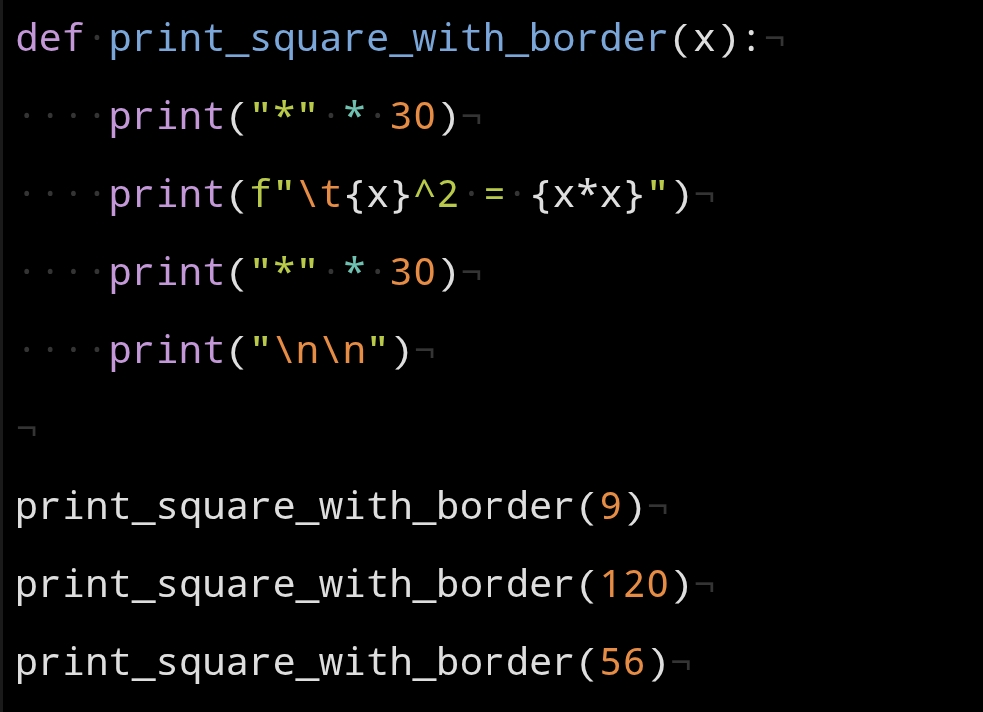 def print_square_with_border(x):
    print("*" * 30)
    print(f"\t{x}^2 = {x*x}")
    print("*" * 30)
    print("\n\n")

print_square_with_border(9)
print_square_with_border(120)
print_square_with_border(56)